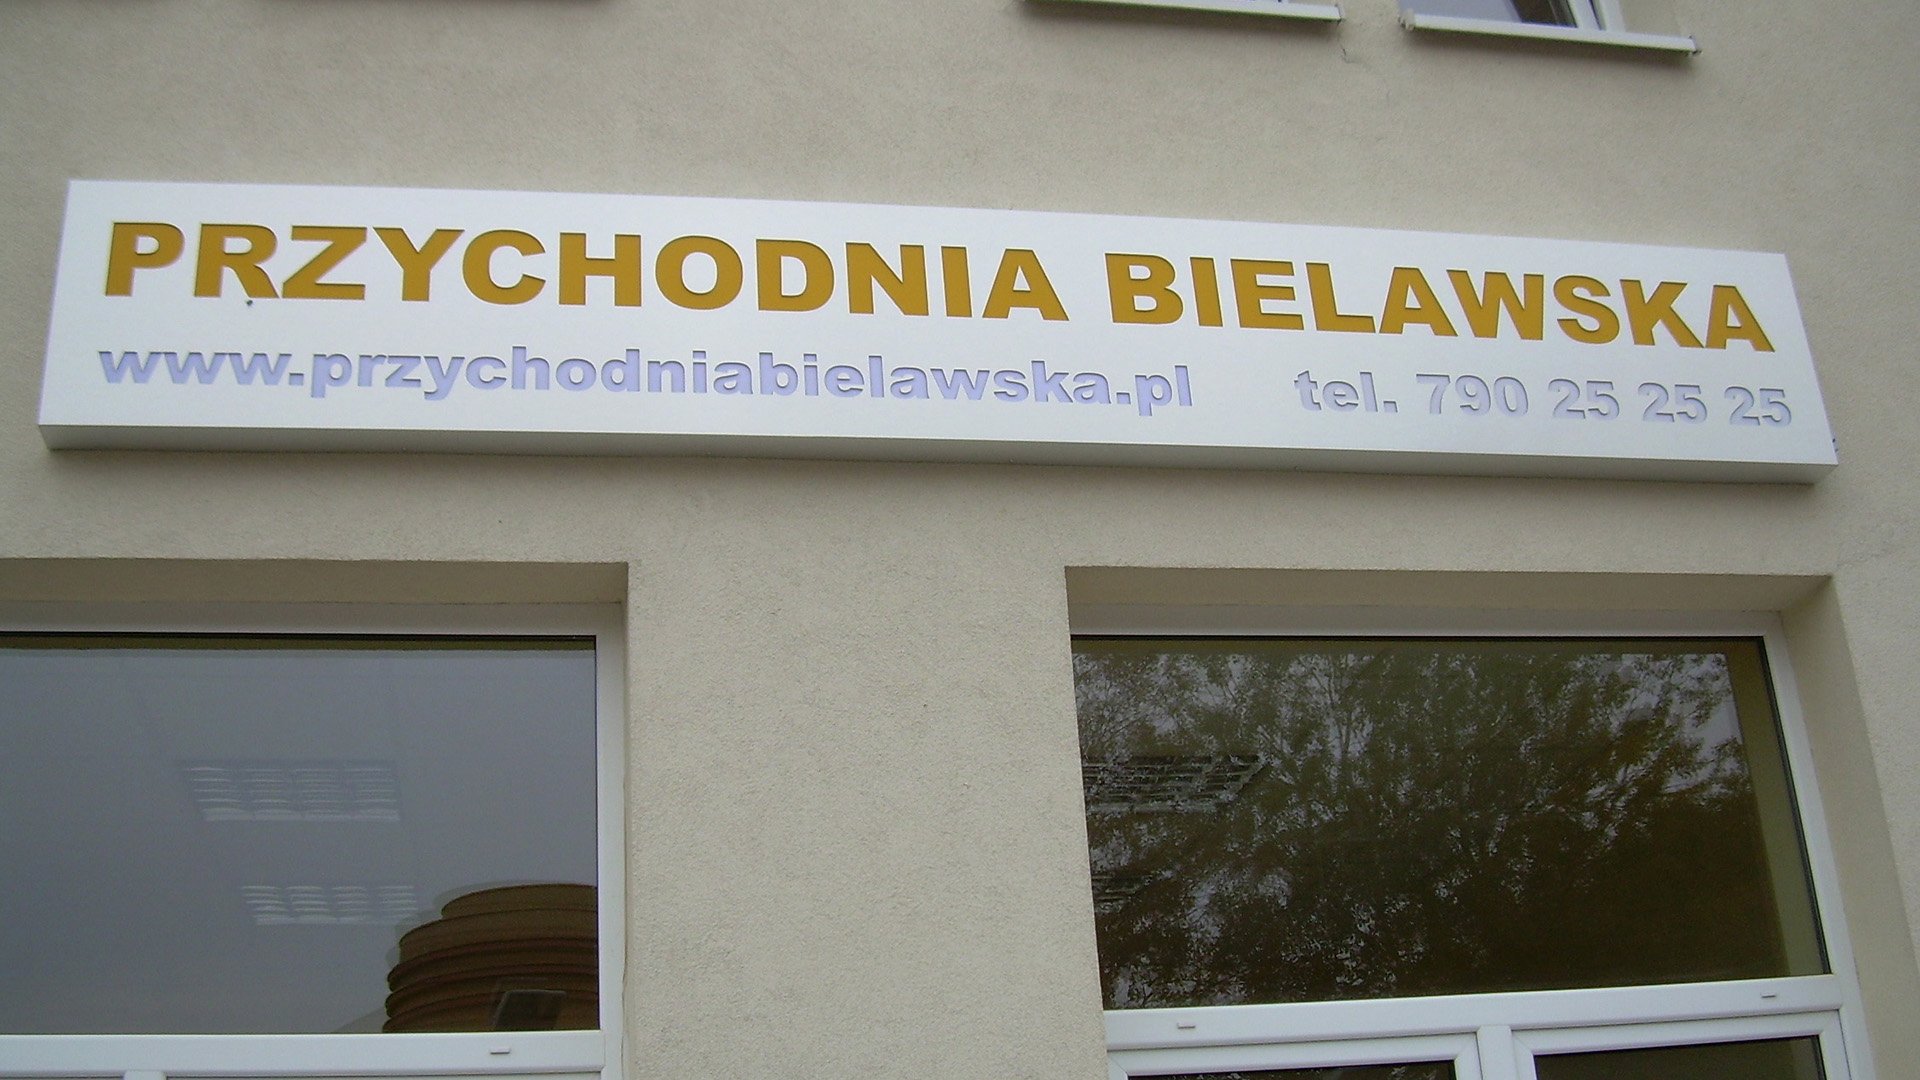 PRZYCHODNIA BIELAWSKA
www.przychodniabielawska.pl tel. 790 25 25 25